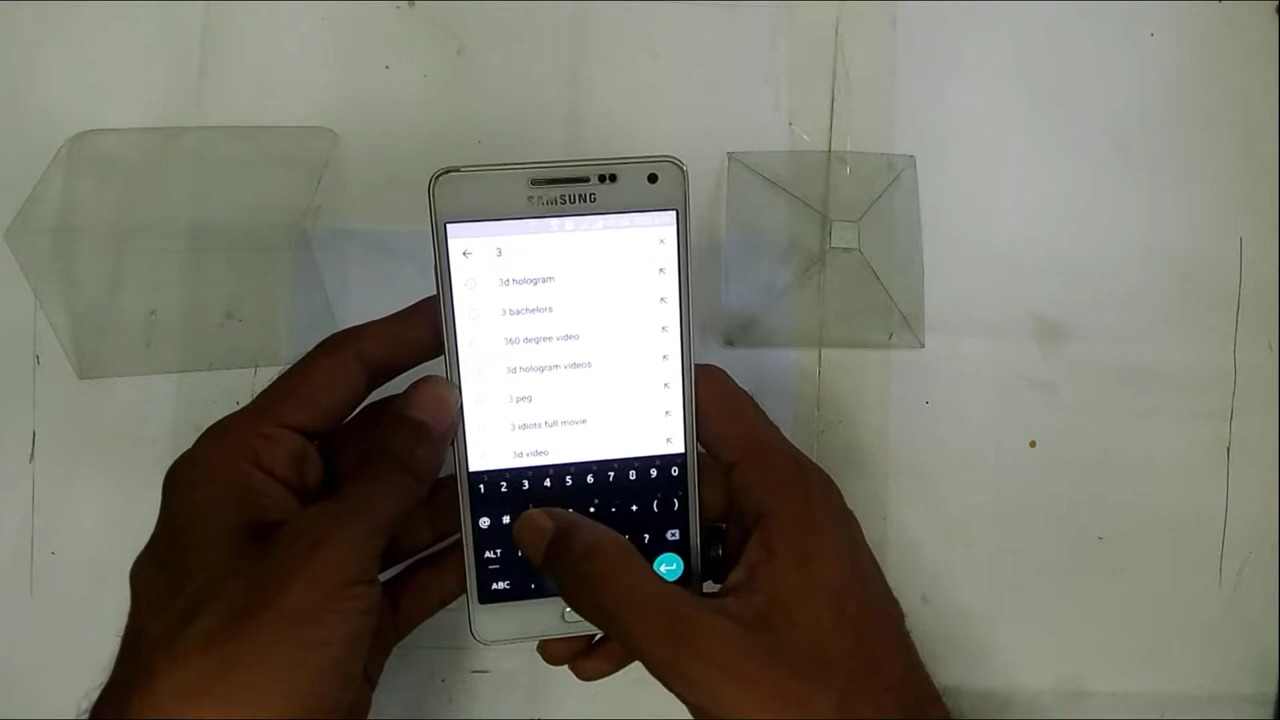 SAMSUNG
3
3d hologram
3 bachelors
360 degree video
3d hologram videos
3 peg
3 idiots full movie
3d video
1 2 3 4 5 6 7 8 9 0
@ # * - + ( )
ALT ?
ABC ,